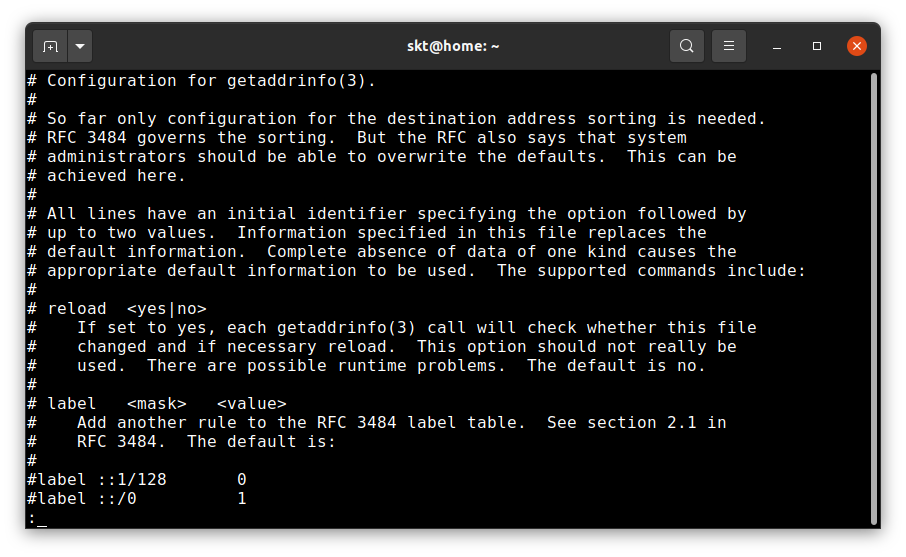 skt@home: ~
# Configuration for getaddrinfo(3).
#
# So far only configuration for the destination address sorting is needed.
# RFC 3484 governs the sorting.  But the RFC also says that system
# administrators should be able to overwrite the defaults.  This can be
# achieved here.
#
# All lines have an initial identifier specifying the option followed by
# up to two values.  Information specified in this file replaces the
# default information.  Complete absence of data of one kind causes the
# appropriate default information to be used.  The supported commands include:
#
# reload  <yes|no>
#    If set to yes, each getaddrinfo(3) call will check whether this file
#    changed and if necessary reload.  This option should not really be
#    used.  There are possible runtime problems.  The default is no.
#
# label   <mask>   <value>
#    Add another rule to the RFC 3484 label table.  See section 2.1 in
#    RFC 3484.  The default is:
#
#label ::1/128       0
#label ::/0          1
: